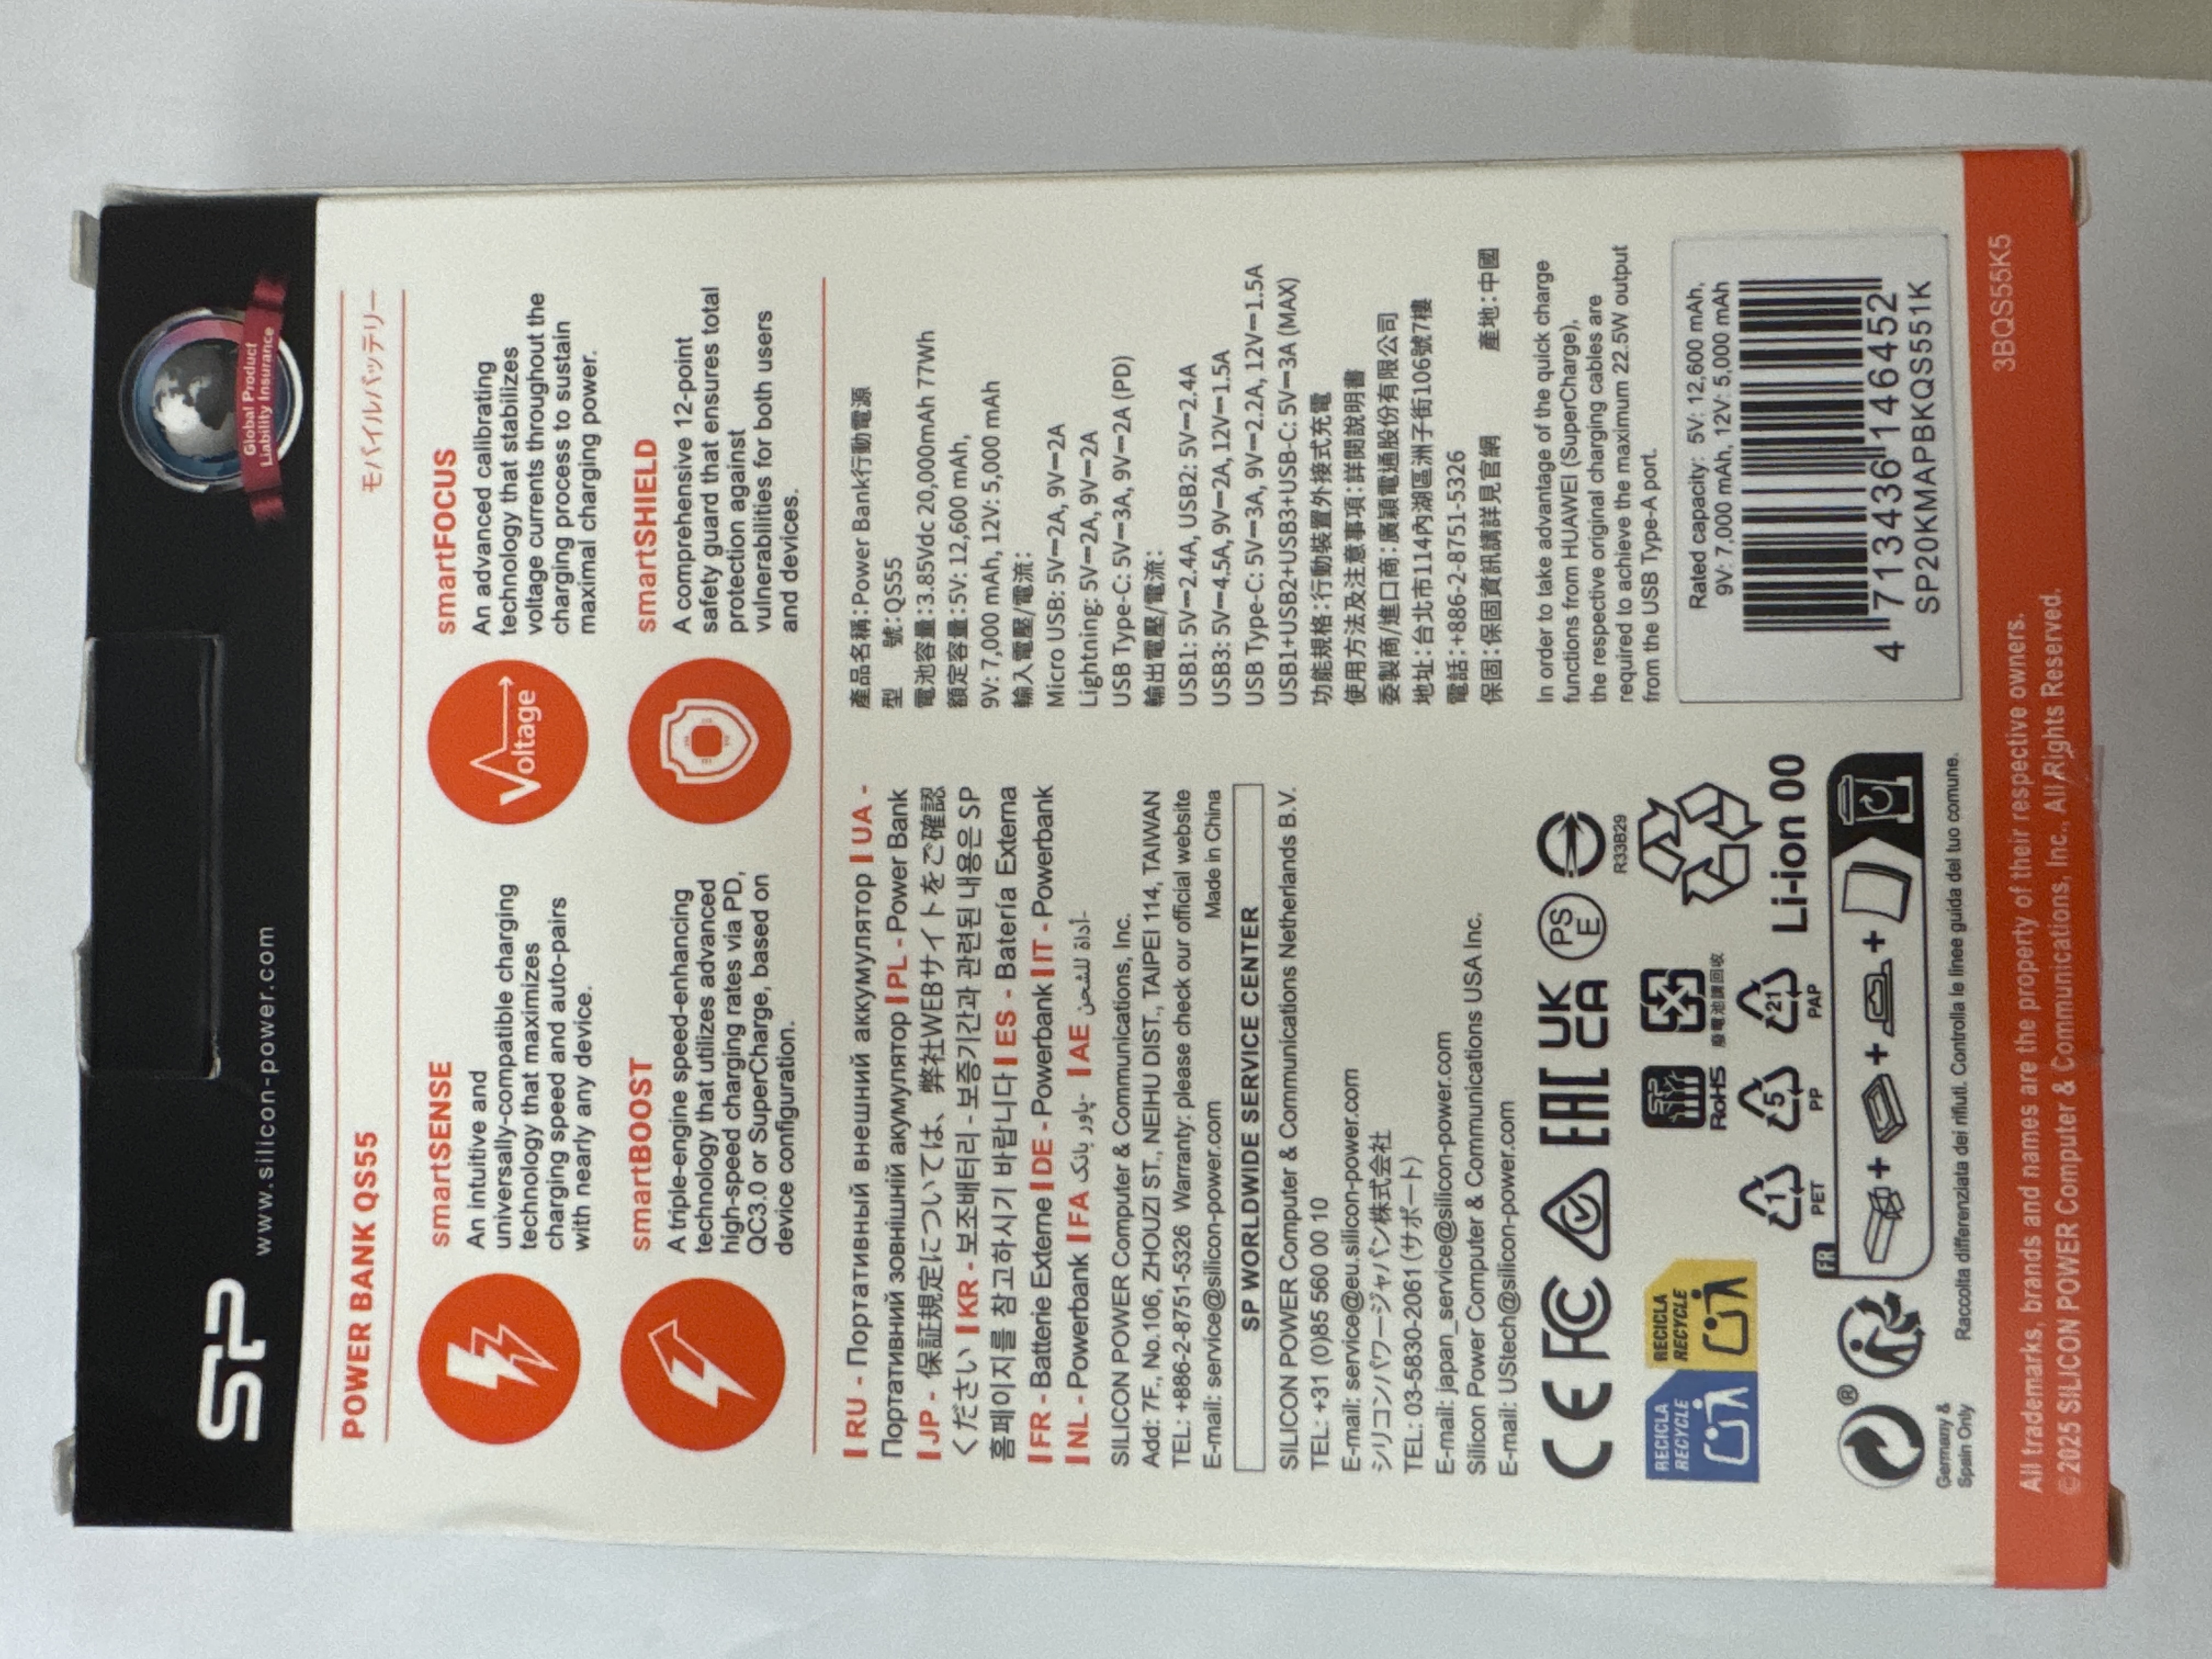 SP
www.silicon-power.com
Global Product
Liability Insurance
POWER BANK QS55
モバイルバッテリー
smartSENSE
An intuitive and
universally-compatible charging
technology that maximizes
charging speed and auto-pairs
with nearly any device.
Voltage
smartFOCUS
An advanced calibrating
technology that stabilizes
voltage currents throughout the
charging process to sustain
maximal charging power.
smartBOOST
A triple-engine speed-enhancing
technology that utilizes advanced
high-speed charging rates via PD,
QC3.0 or SuperCharge, based on
device configuration.
smartSHIELD
A comprehensive 12-point
safety guard that ensures total
protection against
vulnerabilities for both users
and devices.
| RU - Портативный внешний аккумулятор | UA -
Портативний зовнішній акумулятор | PL - Power Bank
| JP - 保証規定については、弊社WEBサイトをご確認
ください | KR - 보조배터리 - 보증기간과 관련된 내용은 SP
홈페이지를 참고하시기 바랍니다 | ES - Batería Externa
| FR - Batterie Externe | DE - Powerbank | IT - Powerbank
| NL - Powerbank | FA پاور بانک- | AE أداة للشحن-
SILICON POWER Computer & Communications, Inc.
Add: 7F., No.106, ZHOUZI ST., NEIHU DIST., TAIPEI 114, TAIWAN
TEL: +886-2-8751-5326 Warranty: please check our official website
E-mail: service@silicon-power.com Made in China
SP WORLDWIDE SERVICE CENTER
SILICON POWER Computer & Communications Netherlands B.V.
TEL: +31 (0)85 560 00 10
E-mail: service@eu.silicon-power.com
シリコンパワージャパン株式会社
TEL: 03-5830-2061 (サポート)
E-mail: japan_service@silicon-power.com
Silicon Power Computer & Communications USA Inc.
E-mail: UStech@silicon-power.com
CE FC EAC UK CA PS E
R33B29
RECICLA
RECYCLE
RECICLA
RECYCLE
SP
RoHS
廢電池請回收
1
PET
5
PP
21
PAP
Li-ion 00
®
FR
Germany &
Spain Only
Raccolta differenziata dei rifiuti. Controlla le linee guida del tuo comune.
產品名稱:Power Bank行動電源
型 號:QS55
電池容量:3.85Vdc 20,000mAh 77Wh
額定容量:5V: 12,600 mAh,
9V: 7,000 mAh, 12V: 5,000 mAh
輸入電壓/電流:
Micro USB: 5V⎓2A, 9V⎓2A
Lightning: 5V⎓2A, 9V⎓2A
USB Type-C: 5V⎓3A, 9V⎓2A (PD)
輸出電壓/電流:
USB1: 5V⎓2.4A, USB2: 5V⎓2.4A
USB3: 5V⎓4.5A, 9V⎓2A, 12V⎓1.5A
USB Type-C: 5V⎓3A, 9V⎓2.2A, 12V⎓1.5A
USB1+USB2+USB3+USB-C: 5V⎓3A (MAX)
功能規格:行動裝置外接式充電
使用方法及注意事項:詳閱說明書
委製商/進口商:廣穎電通股份有限公司
地址:台北市114內湖區洲子街106號7樓
電話:+886-2-8751-5326
保固:保固資訊請詳見官網 產地:中國
In order to take advantage of the quick charge
functions from HUAWEI (SuperCharge),
the respective original charging cables are
required to achieve the maximum 22.5W output
from the USB Type-A port.
Rated capacity: 5V: 12,600 mAh,
9V: 7,000 mAh, 12V: 5,000 mAh
4 713436 146452
SP20KMAPBKQS551K
All trademarks, brands and names are the property of their respective owners.
©2025 SILICON POWER Computer & Communications, Inc., All Rights Reserved.
3BQS55K5